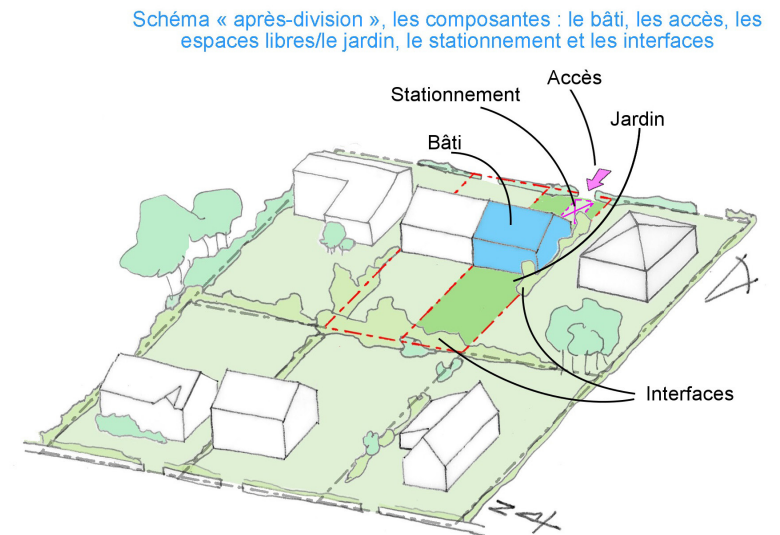 Schéma « après-division », les composantes : le bâti, les accès, les
espaces libres/le jardin, le stationnement et les interfaces
Accès
Stationnement
Jardin
Bâti
Interfaces